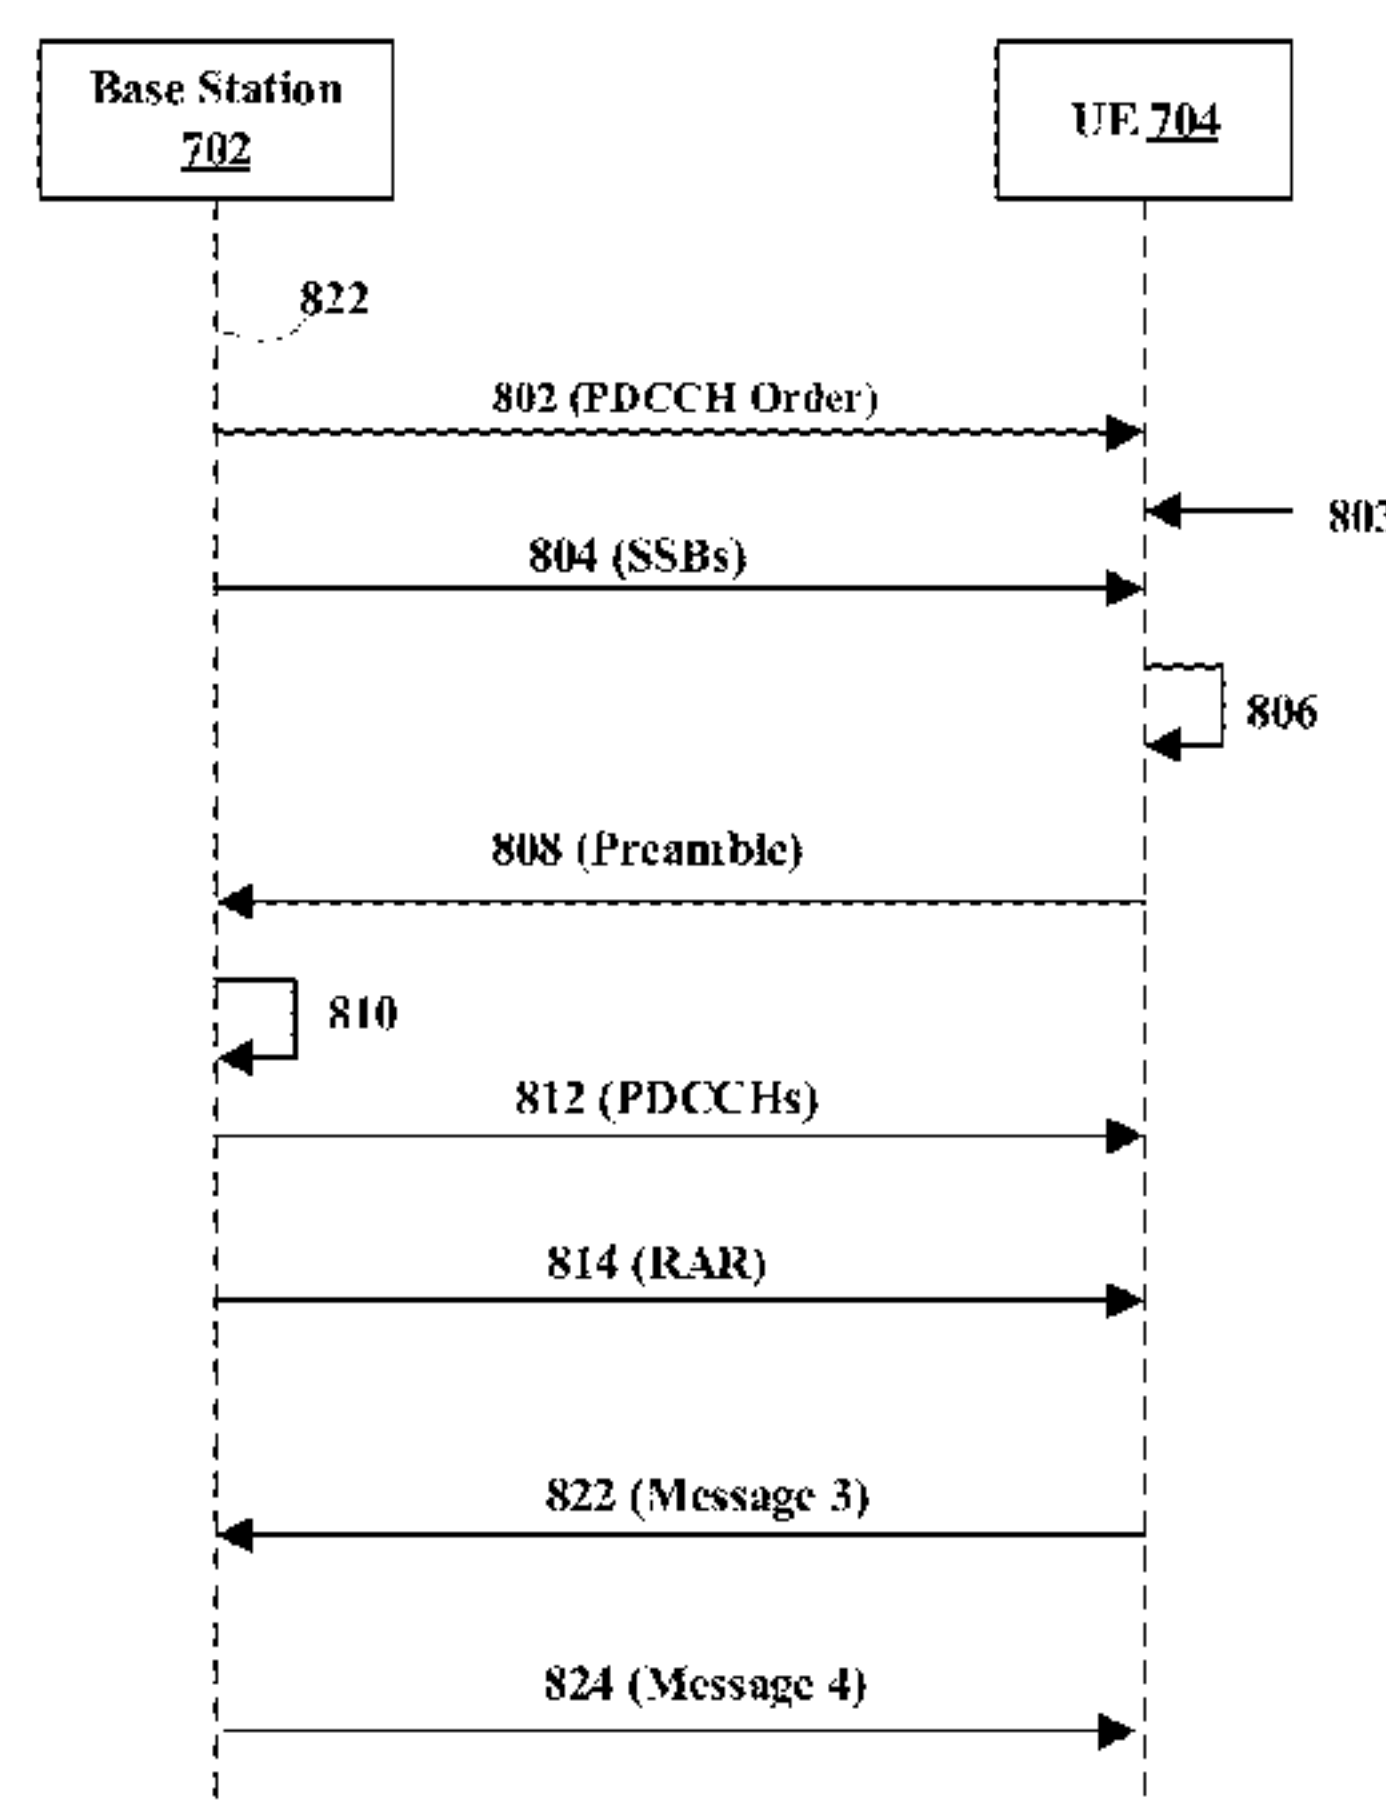 Base Station
702
UE 704
822
802 (PDCCH Order)
803
804 (SSBs)
806
808 (Preamble)
810
812 (PDCCHs)
814 (RAR)
822 (Message 3)
824 (Message 4)